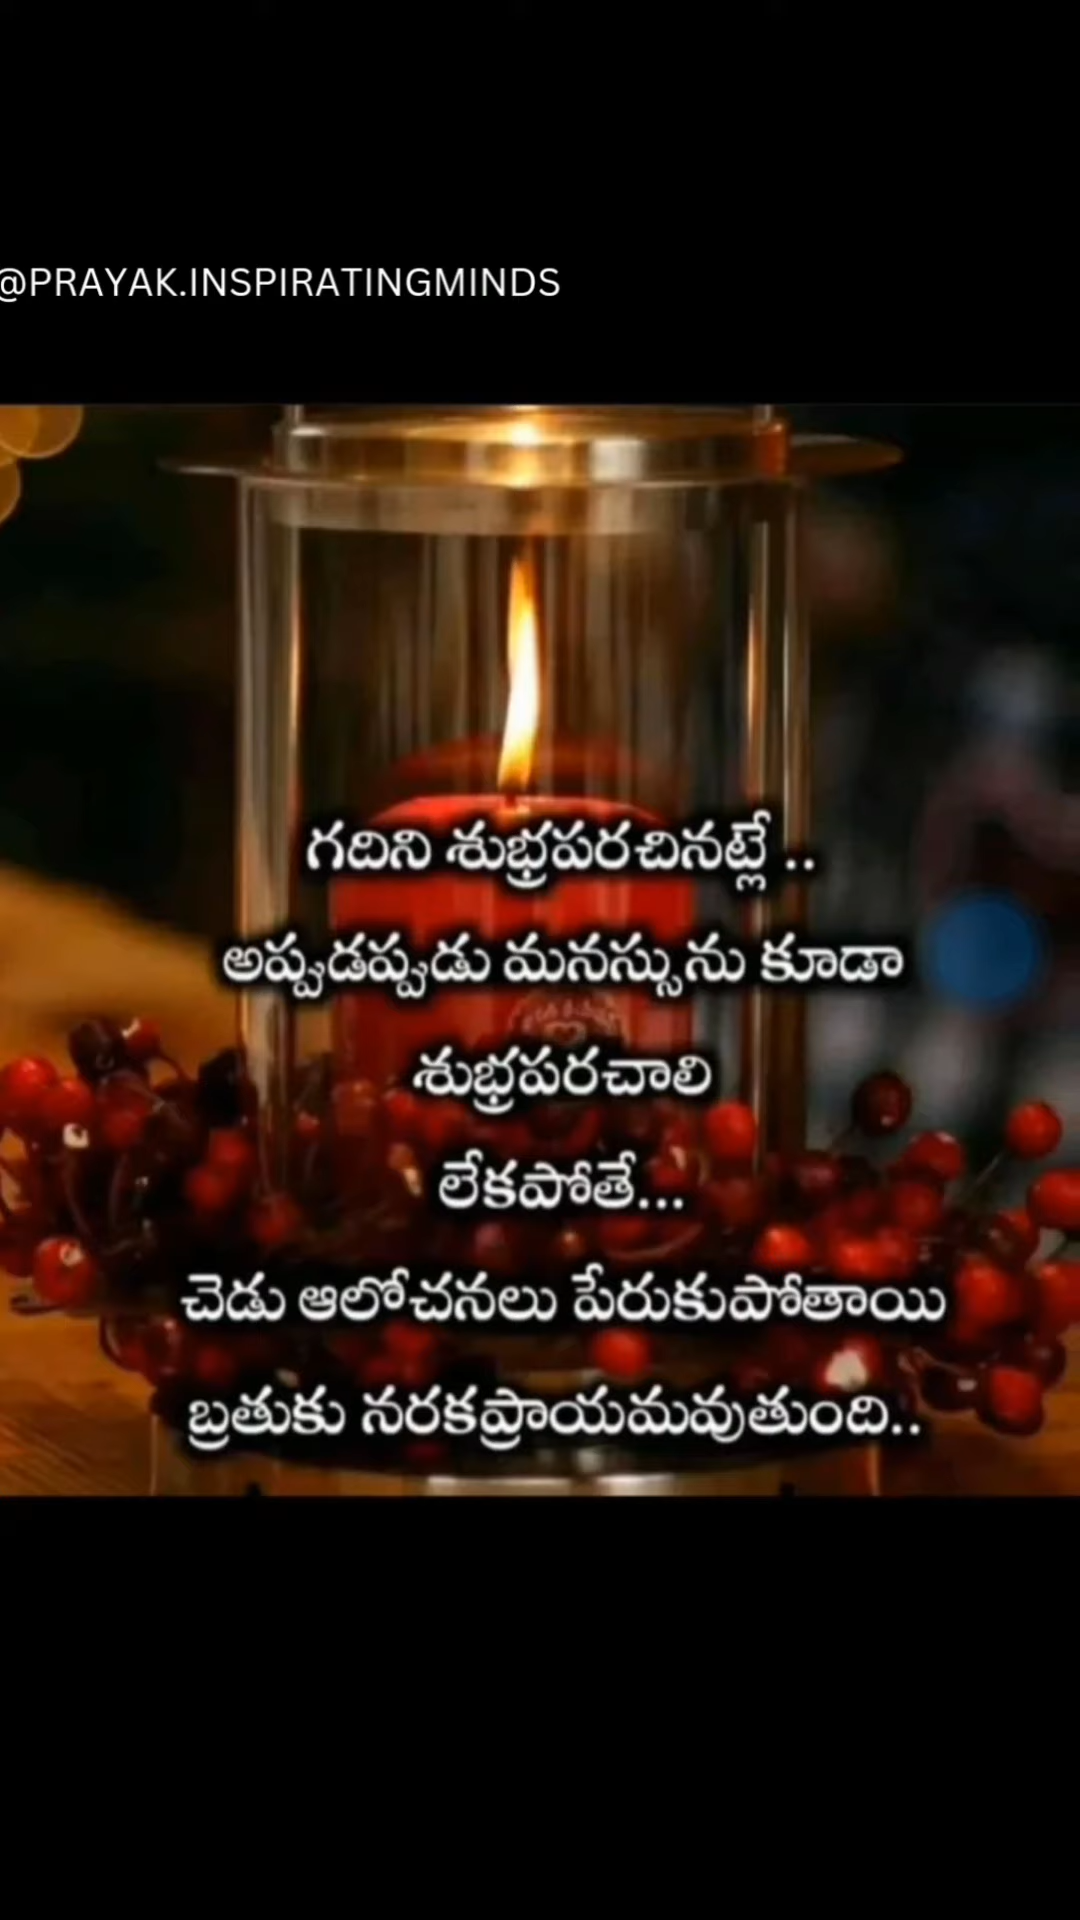 @PRAYAK.INSPIRATINGMINDS
గదిని శుభ్రపరచినట్లే ..
అప్పుడప్పుడు మనస్సును కూడా
శుభ్రపరచాలి
లేకపోతే...
చెడు ఆలోచనలు పేరుకుపోతాయి
బ్రతుకు నరకప్రాయమవుతుంది..